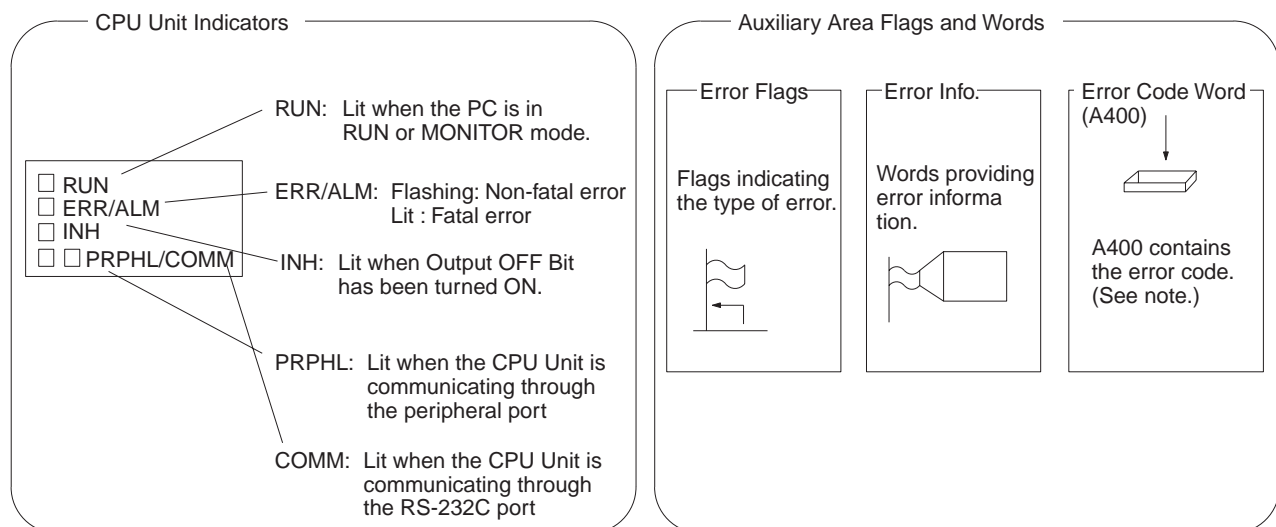 CPU Unit Indicators
RUN: Lit when the PC is in
RUN or MONITOR mode.
RUN
ERR/ALM
INH
PRPHL/COMM
ERR/ALM: Flashing: Non-fatal error
Lit : Fatal error
INH: Lit when Output OFF Bit
has been turned ON.
PRPHL: Lit when the CPU Unit is
communicating through
the peripheral port
COMM: Lit when the CPU Unit is
communicating through
the RS-232C port
Auxiliary Area Flags and Words
Error Flags
Flags indicating
the type of error.
Error Info.
Words providing
error informa
tion.
Error Code Word
(A400)
A400 contains
the error code.
(See note.)